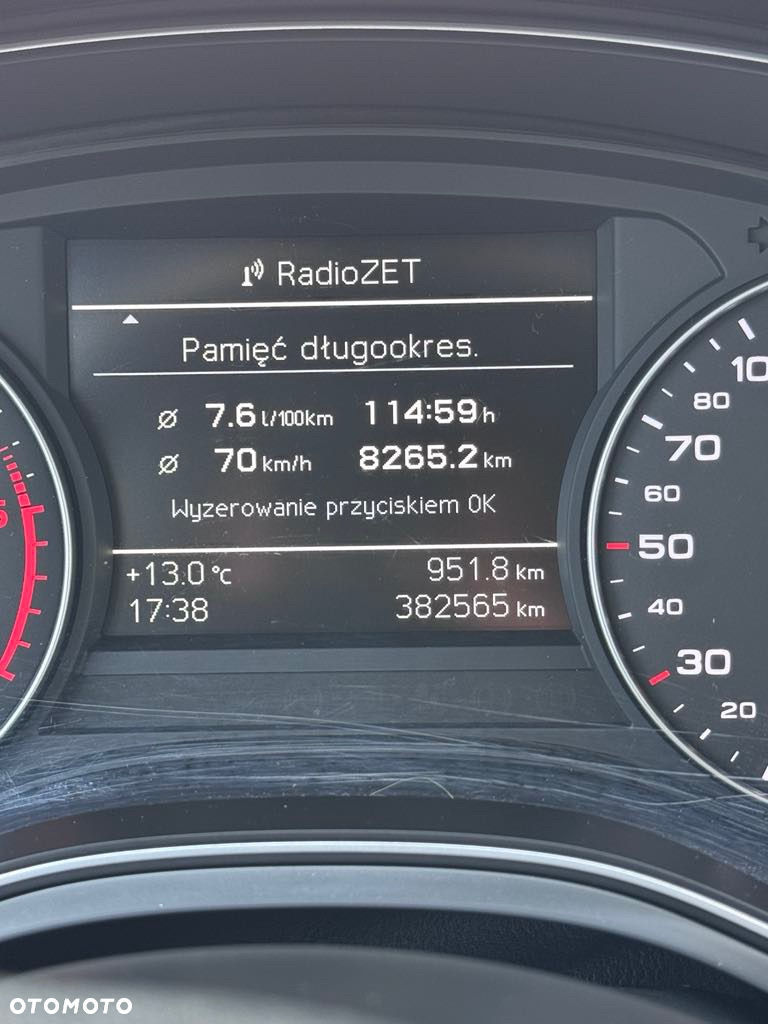 RadioZET
Pamięć długookres.
Ø 7.6 l/100km 114:59 h
Ø 70 km/h 8265.2 km
Wyzerowanie przyciskiem OK
+13.0 °C 951.8 km
17:38 382565 km
10
80
70
60
50
40
30
20
OTOMOTO